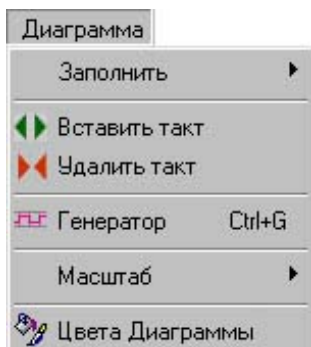 Диаграмма
Заполнить
Вставить такт
Удалить такт
Генератор Ctrl+G
Масштаб
Цвета Диаграммы